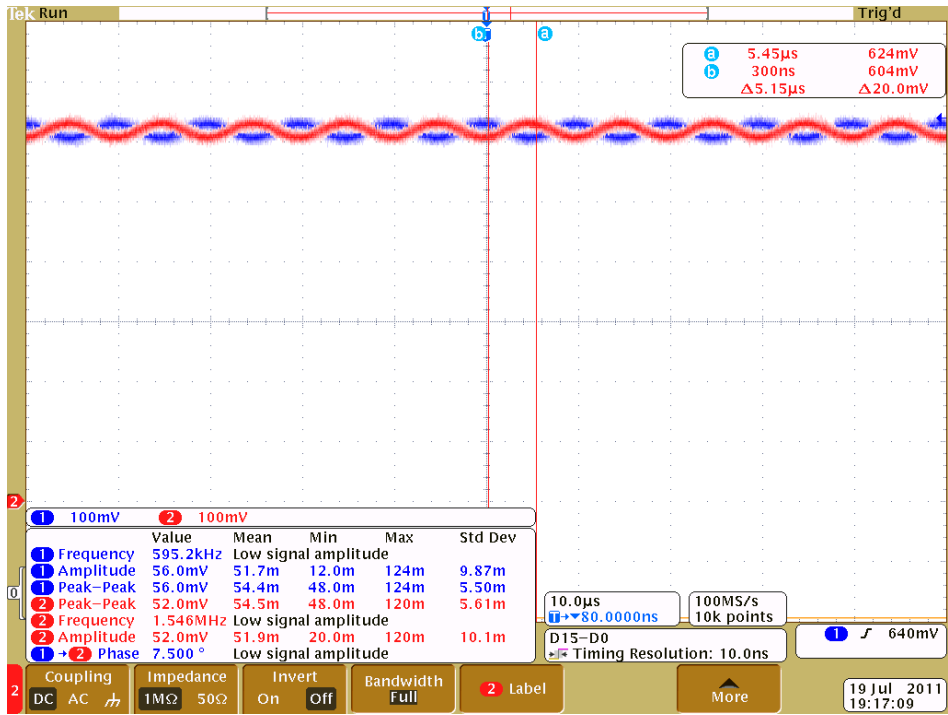 Tek Run Trig'd
T
b a
a 5.45µs 624mV
b 300ns 604mV
Δ5.15µs Δ20.0mV
2
1 100mV 2 100mV
Value Mean Min Max Std Dev
1 Frequency 595.2kHz Low signal amplitude
1 Amplitude 56.0mV 51.7m 12.0m 124m 9.87m
1 Peak-Peak 56.0mV 54.4m 48.0m 124m 5.50m
2 Peak-Peak 52.0mV 54.5m 48.0m 120m 5.61m
2 Frequency 1.546MHz Low signal amplitude
2 Amplitude 52.0mV 51.9m 20.0m 120m 10.1m
1 →2 Phase 7.500 ° Low signal amplitude
0
10.0µs
T→▾80.0000ns
100MS/s
10k points
D15-D0
Timing Resolution: 10.0ns
1 ∫ 640mV
2
Coupling
DC AC
Impedance
1MΩ 50Ω
Invert
On Off
Bandwidth
Full
2 Label
More
19 Jul 2011
19:17:09